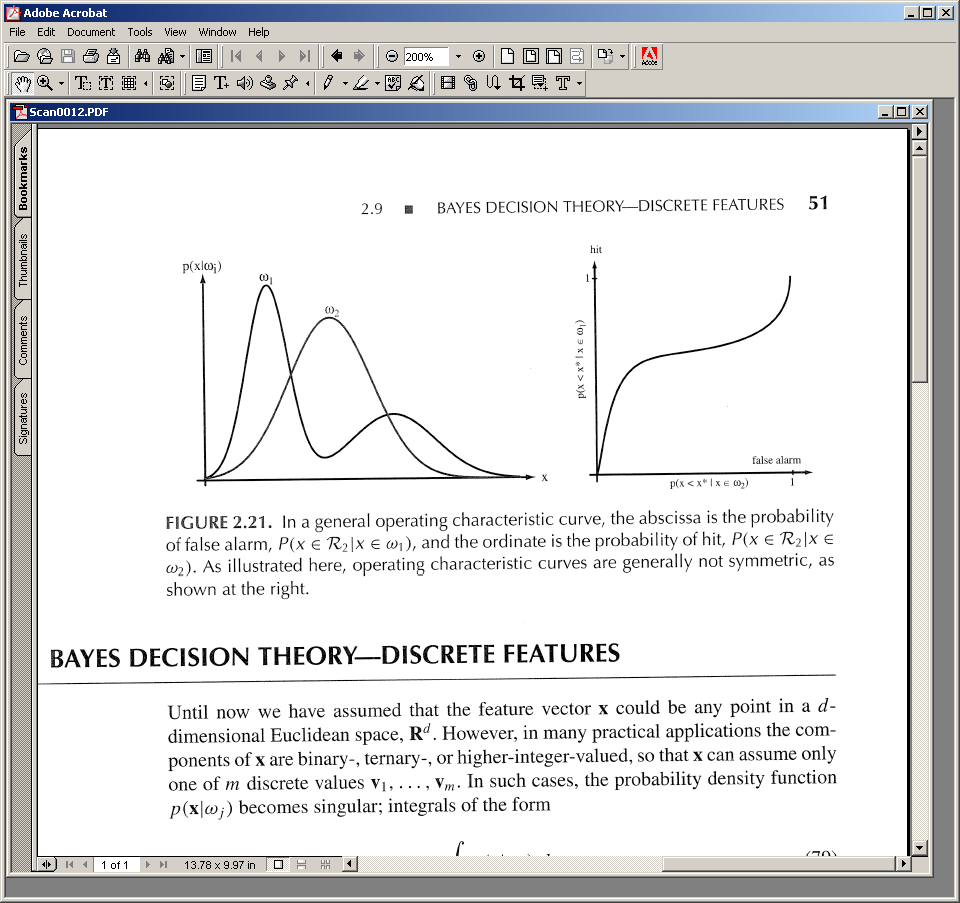 Adobe Acrobat
File Edit Document Tools View Window Help
200%
Adobe
Scan0012.PDF
Bookmarks
Thumbnails
Comments
Signatures
2.9 ■ BAYES DECISION THEORY—DISCRETE FEATURES 51
p(x|ωi)
ω1
ω2
x
hit
1
p(x < x* | x ∈ ω1)
false alarm
p(x < x* | x ∈ ω2)
1
FIGURE 2.21. In a general operating characteristic curve, the abscissa is the probability
of false alarm, P(x ∈ R2|x ∈ ω1), and the ordinate is the probability of hit, P(x ∈ R2|x ∈
ω2). As illustrated here, operating characteristic curves are generally not symmetric, as
shown at the right.
BAYES DECISION THEORY—DISCRETE FEATURES
Until now we have assumed that the feature vector x could be any point in a d-
dimensional Euclidean space, R^d. However, in many practical applications the com-
ponents of x are binary-, ternary-, or higher-integer-valued, so that x can assume only
one of m discrete values v1, . . . , vm. In such cases, the probability density function
p(x|ωj) becomes singular; integrals of the form
1 of 1
13.78 x 9.97 in